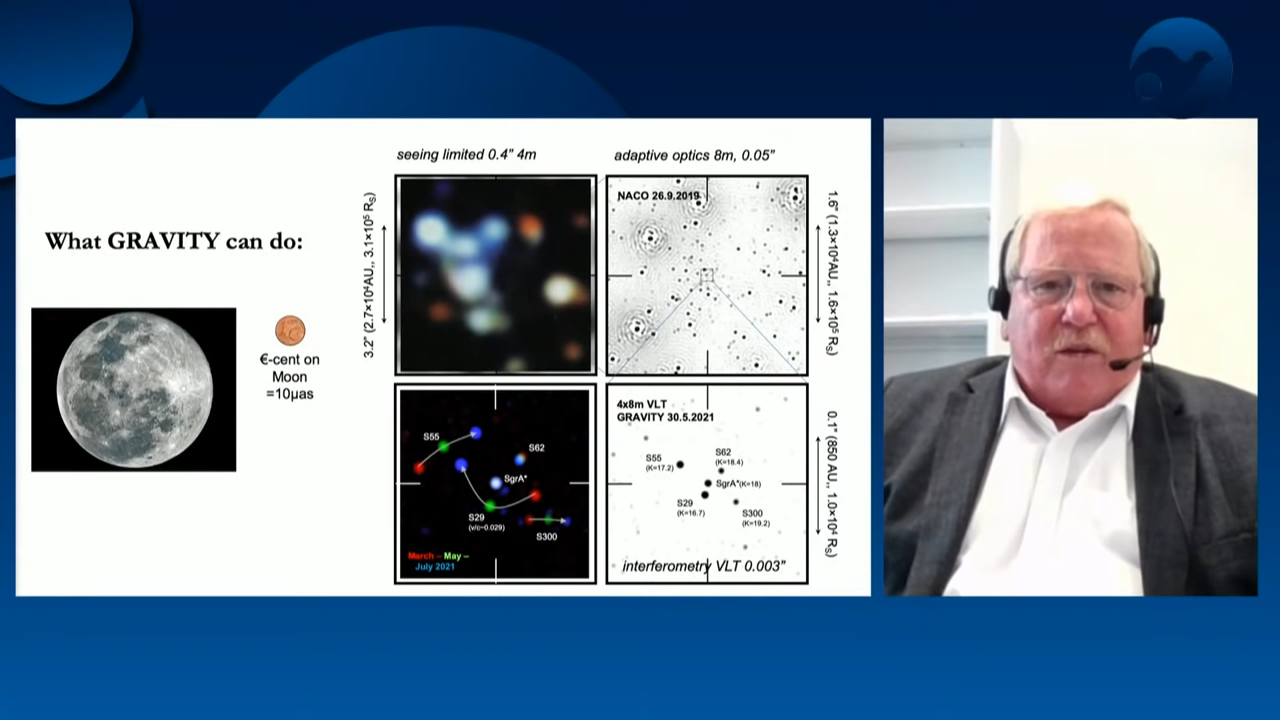 What GRAVITY can do:
€-cent on
Moon
=10µas
seeing limited 0.4" 4m
adaptive optics 8m, 0.05"
3.2" (2.7×10⁴AU,, 3.1×10⁵ R_S)
NACO 26.9.2019
1.6" (1.3×10⁴AU,, 1.6×10⁵ R_S)
S55
S62
SgrA*
S29
(v/c~0.029)
S300
March – May –
July 2021
4x8m VLT
GRAVITY 30.5.2021
S55
(K=17.2)
S62
(K=18.4)
SgrA*(K=18)
S29
(K=16.7)
S300
(K=19.2)
interferometry VLT 0.003"
0.1" (850 AU,, 1.0×10⁴ R_S)